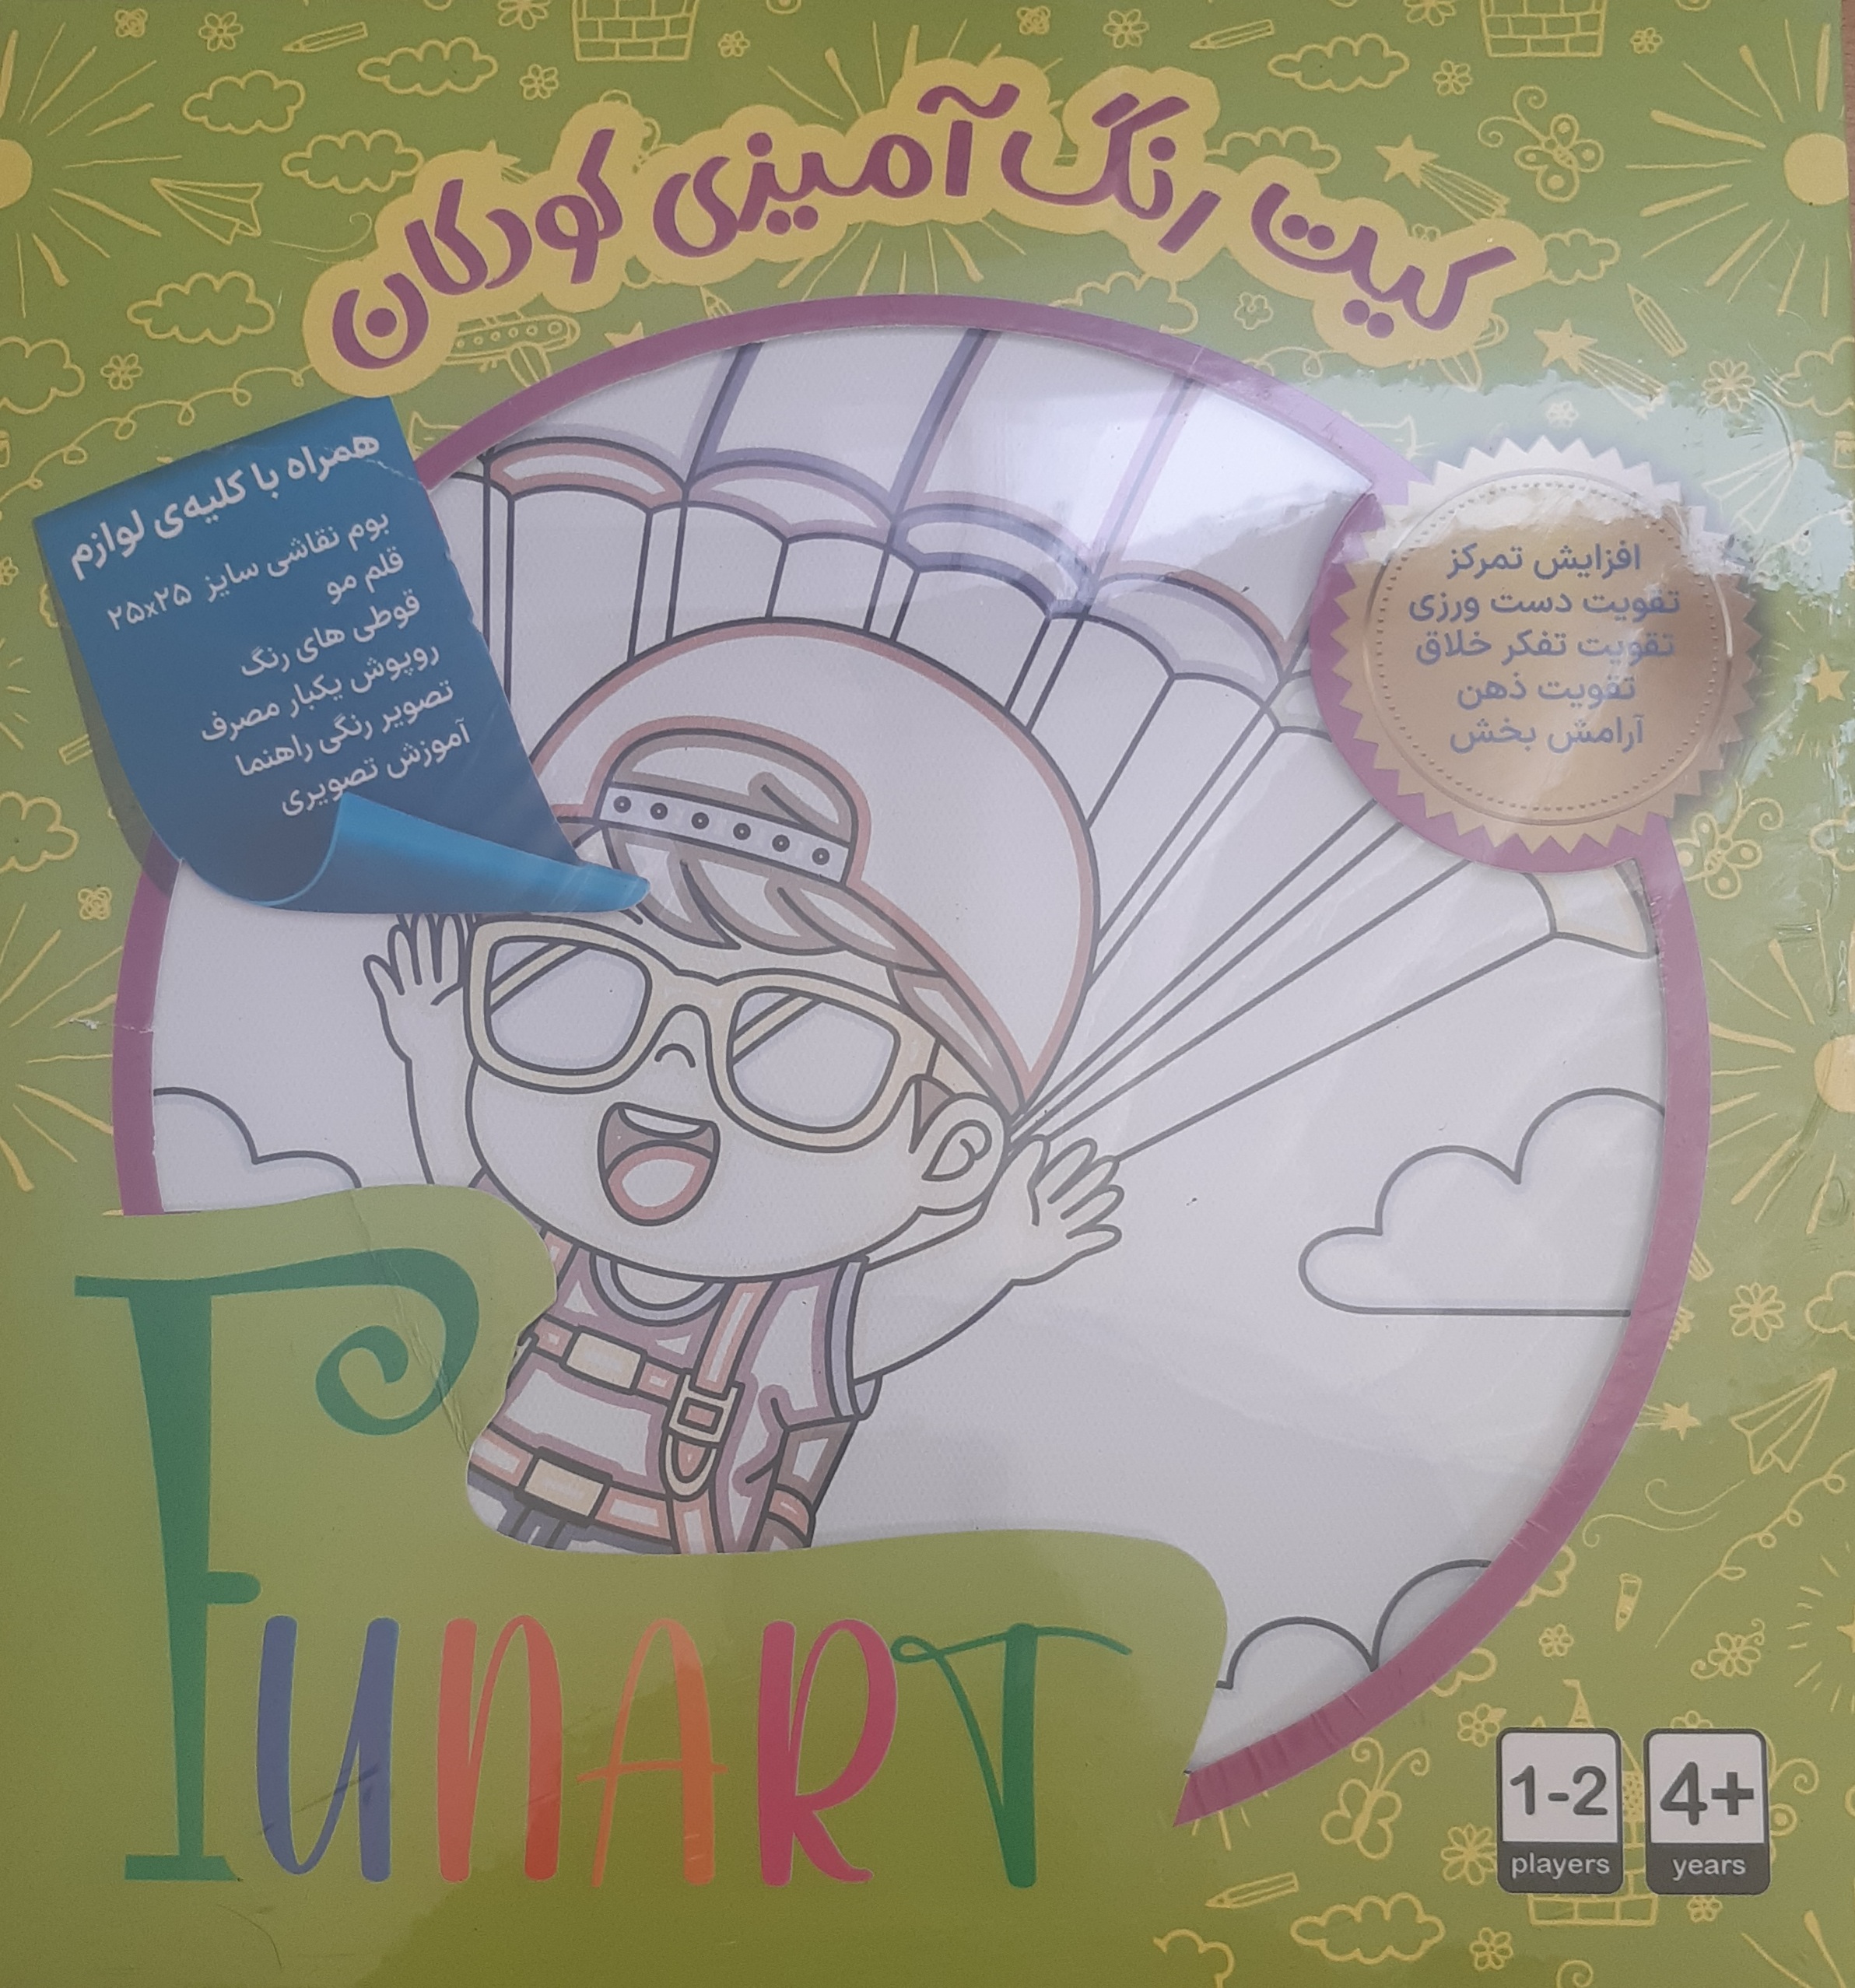 کیت رنگ آمیزی کودکان
همراه با کلیه‌ی لوازم
بوم نقاشی سایز ۲۵x۲۵
قلم مو
قوطی های رنگ
روپوش یکبار مصرف
تصویر رنگی راهنما
آموزش تصویری
افزایش تمرکز
تقویت دست ورزی
تقویت تفکر خلاق
تقویت ذهن
آرامش بخش
FUNART
1-2
players
4+
years